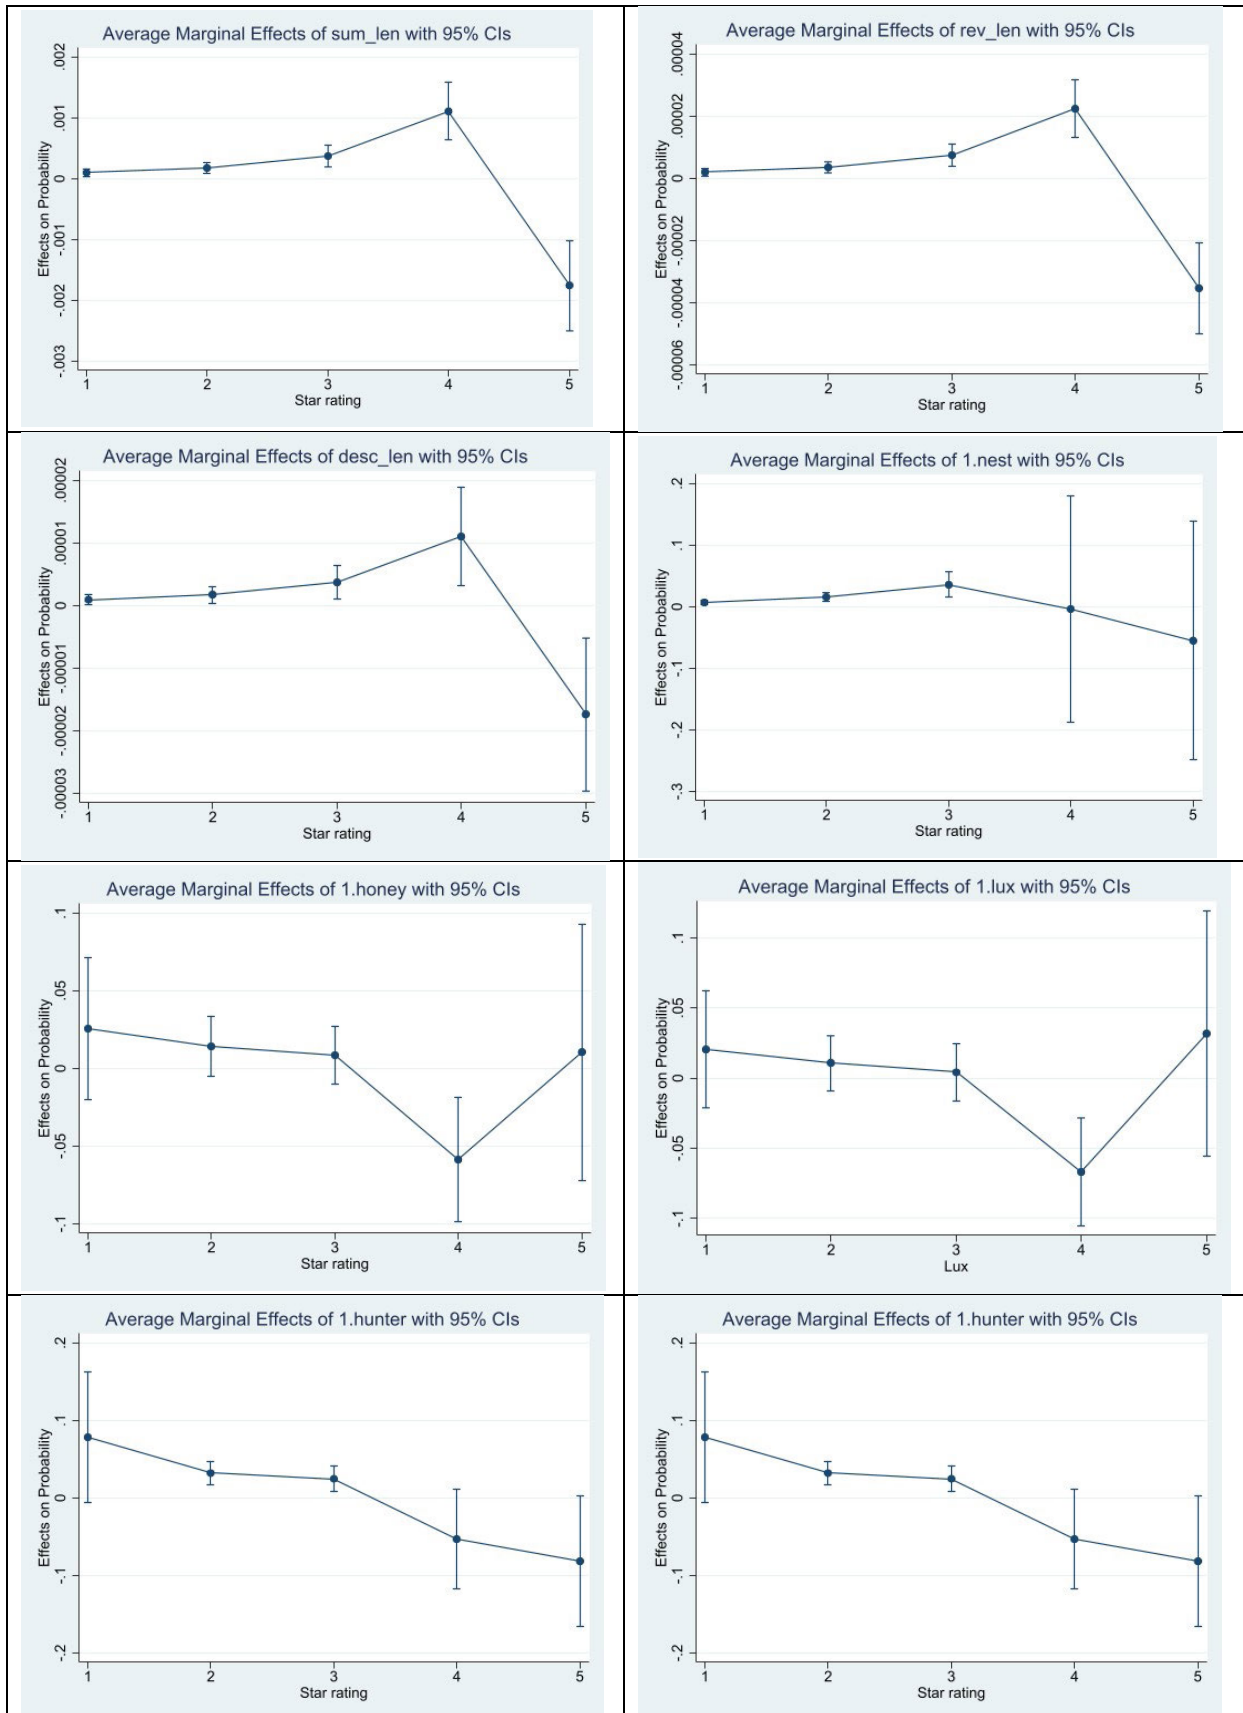 Average Marginal Effects of sum_len with 95% CIs
Effects on Probability
.002
.001
0
-.001
-.002
-.003
1 2 3 4 5
Star rating
Average Marginal Effects of rev_len with 95% CIs
Effects on Probability
.00004
.00002
0
-.00002
-.00004
-.00006
1 2 3 4 5
Star rating
Average Marginal Effects of desc_len with 95% CIs
Effects on Probability
.00002
.00001
0
-.00001
-.00002
-.00003
1 2 3 4 5
Star rating
Average Marginal Effects of 1.nest with 95% CIs
Effects on Probability
.2
.1
0
-.1
-.2
-.3
1 2 3 4 5
Star rating
Average Marginal Effects of 1.honey with 95% CIs
Effects on Probability
.1
.05
0
-.05
-.1
1 2 3 4 5
Star rating
Average Marginal Effects of 1.lux with 95% CIs
Effects on Probability
.1
.05
0
-.05
-.1
1 2 3 4 5
Lux
Average Marginal Effects of 1.hunter with 95% CIs
Effects on Probability
.2
.1
0
-.1
-.2
1 2 3 4 5
Star rating
Average Marginal Effects of 1.hunter with 95% CIs
Effects on Probability
.2
.1
0
-.1
-.2
1 2 3 4 5
Star rating